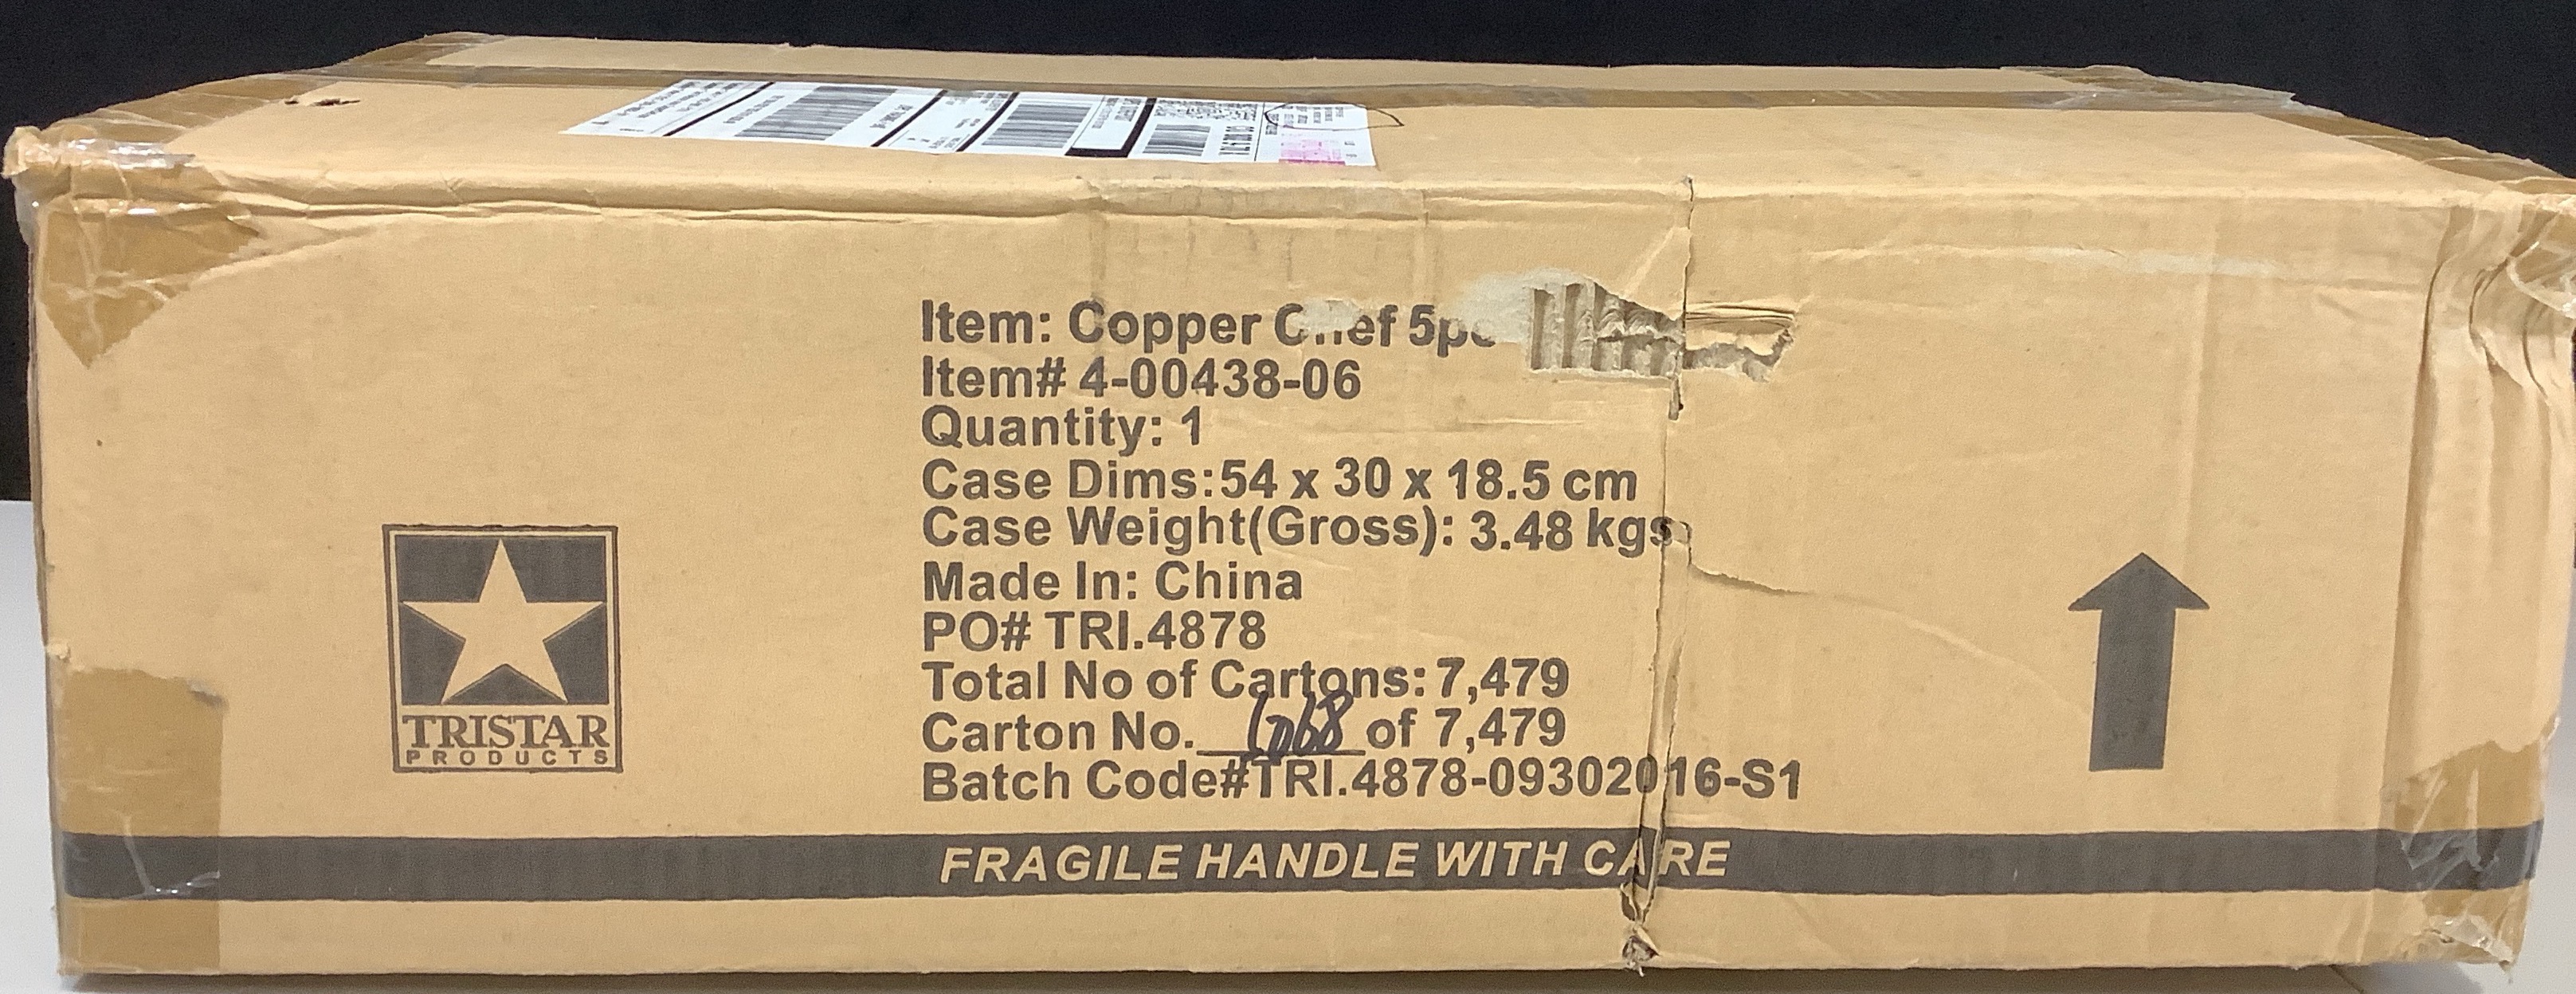 Item: Copper Chef 5pc
Item# 4-00438-06
Quantity: 1
Case Dims:54 x 30 x 18.5 cm
Case Weight(Gross): 3.48 kgs
Made In: China
PO# TRI.4878
Total No of Cartons: 7,479
Carton No. of 7,479
Batch Code#TRI.4878-09302016-S1
TRISTAR
PRODUCTS
FRAGILE HANDLE WITH CARE